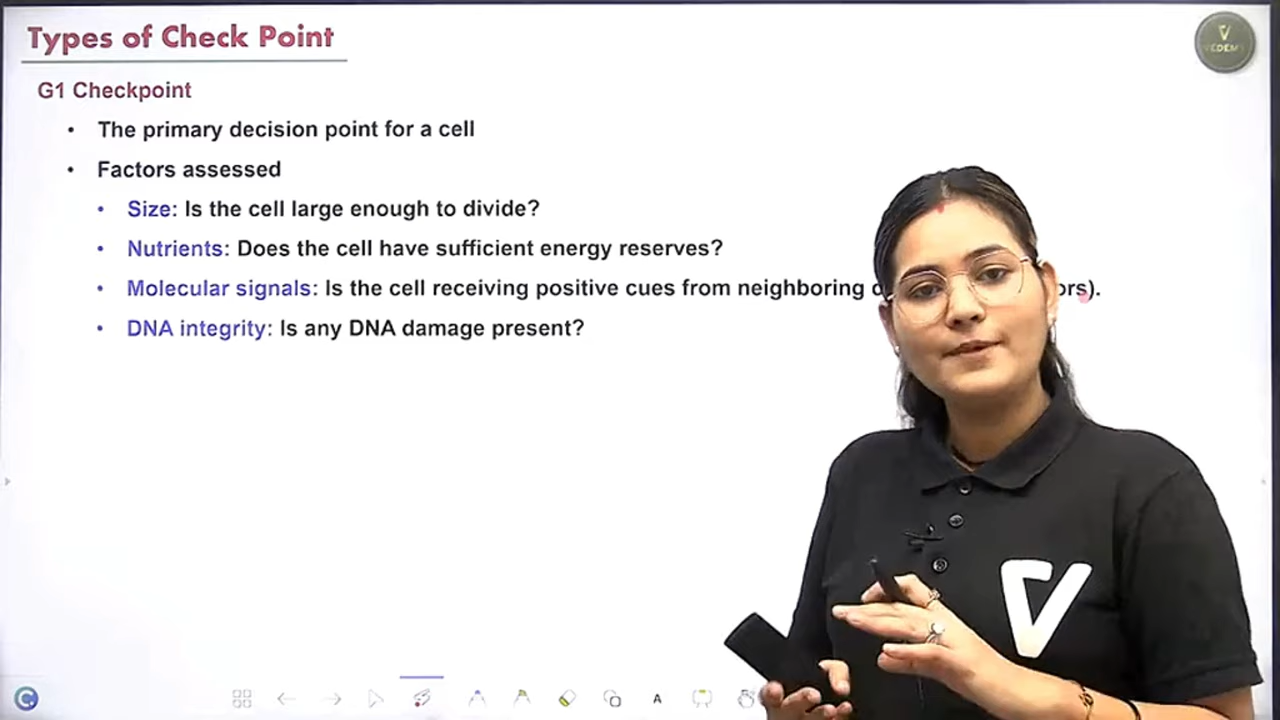 Types of Check Point
G1 Checkpoint
• The primary decision point for a cell
• Factors assessed
• Size: Is the cell large enough to divide?
• Nutrients: Does the cell have sufficient energy reserves?
• Molecular signals: Is the cell receiving positive cues from neighboring
• DNA integrity: Is any DNA damage present?
A